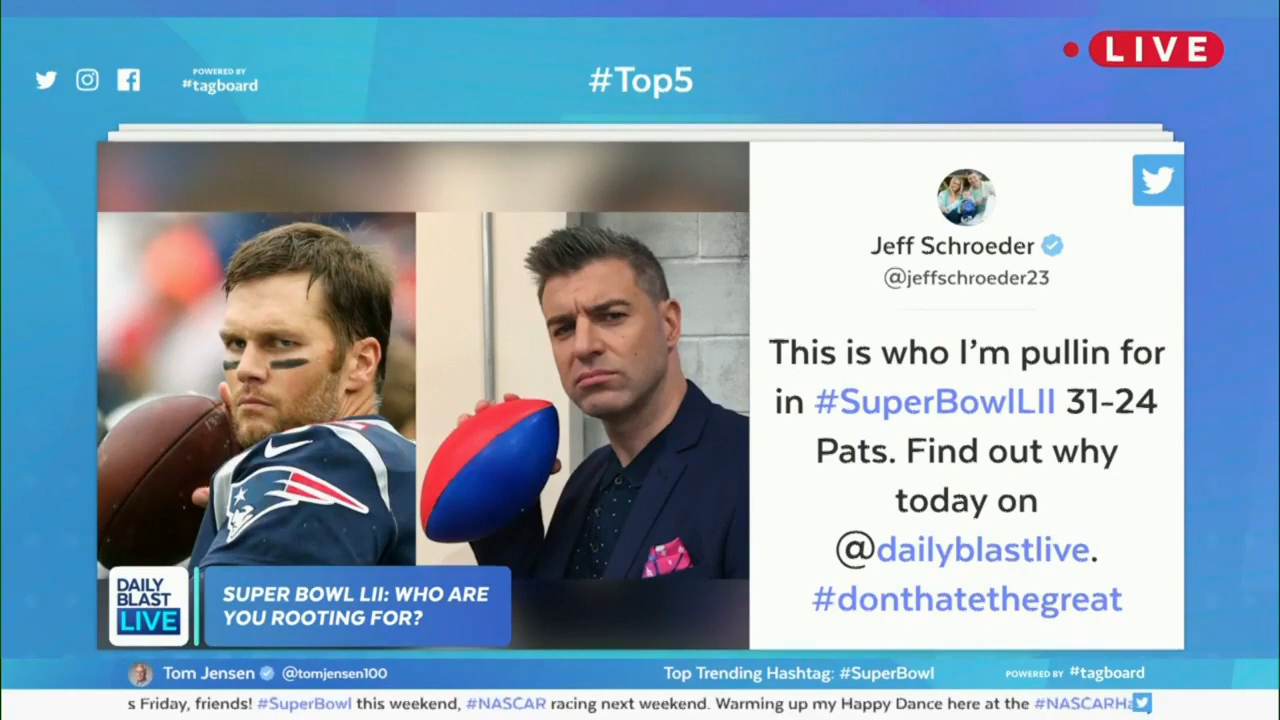 LIVE
POWERED BY
#tagboard
#Top5
Jeff Schroeder
@jeffschroeder23
This is who I'm pullin for
in #SuperBowlLII 31-24
Pats. Find out why
today on
@dailyblastlive.
#donthatethegreat
DAILY
BLAST
LIVE
SUPER BOWL LII: WHO ARE
YOU ROOTING FOR?
Tom Jensen @tomjensen100
Top Trending Hashtag: #SuperBowl
POWERED BY #tagboard
s Friday, friends! #SuperBowl this weekend, #NASCAR racing next weekend. Warming up my Happy Dance here at the #NASCARHa